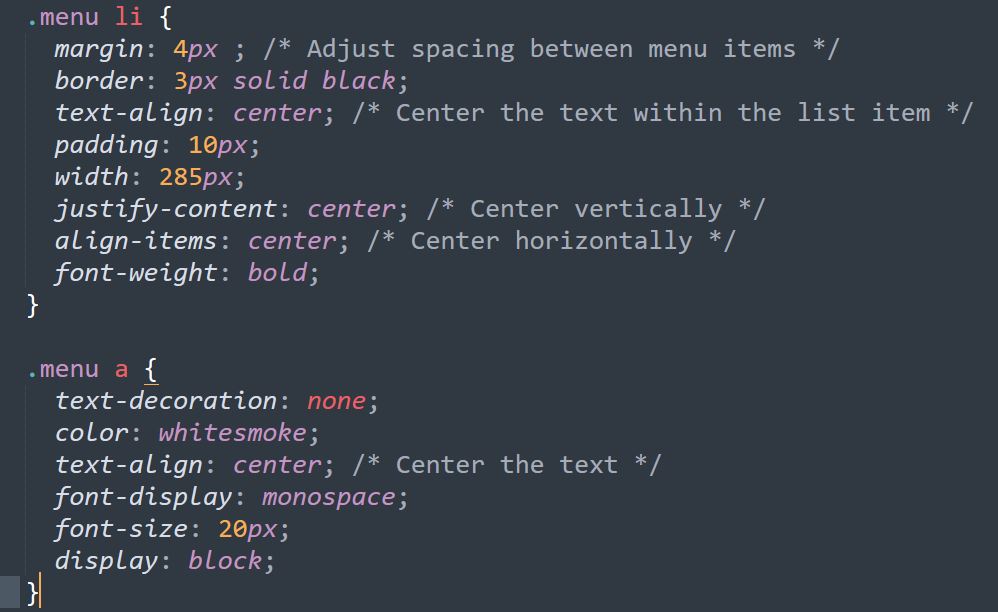 .menu li {
margin: 4px ; /* Adjust spacing between menu items */
border: 3px solid black;
text-align: center; /* Center the text within the list item */
padding: 10px;
width: 285px;
justify-content: center; /* Center vertically */
align-items: center; /* Center horizontally */
font-weight: bold;
}
.menu a {
text-decoration: none;
color: whitesmoke;
text-align: center; /* Center the text */
font-display: monospace;
font-size: 20px;
display: block;
}